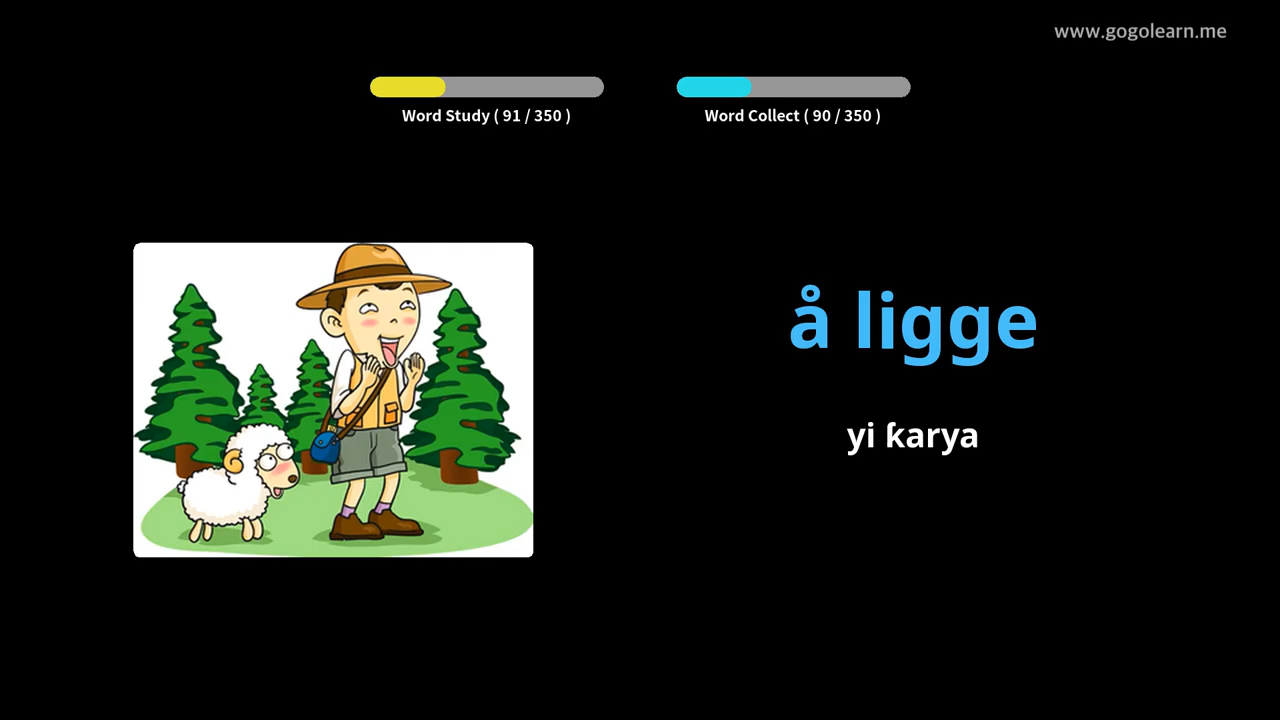 www.gogolearn.me
Word Study ( 91 / 350 )
Word Collect ( 90 / 350 )
å ligge
yi ƙarya